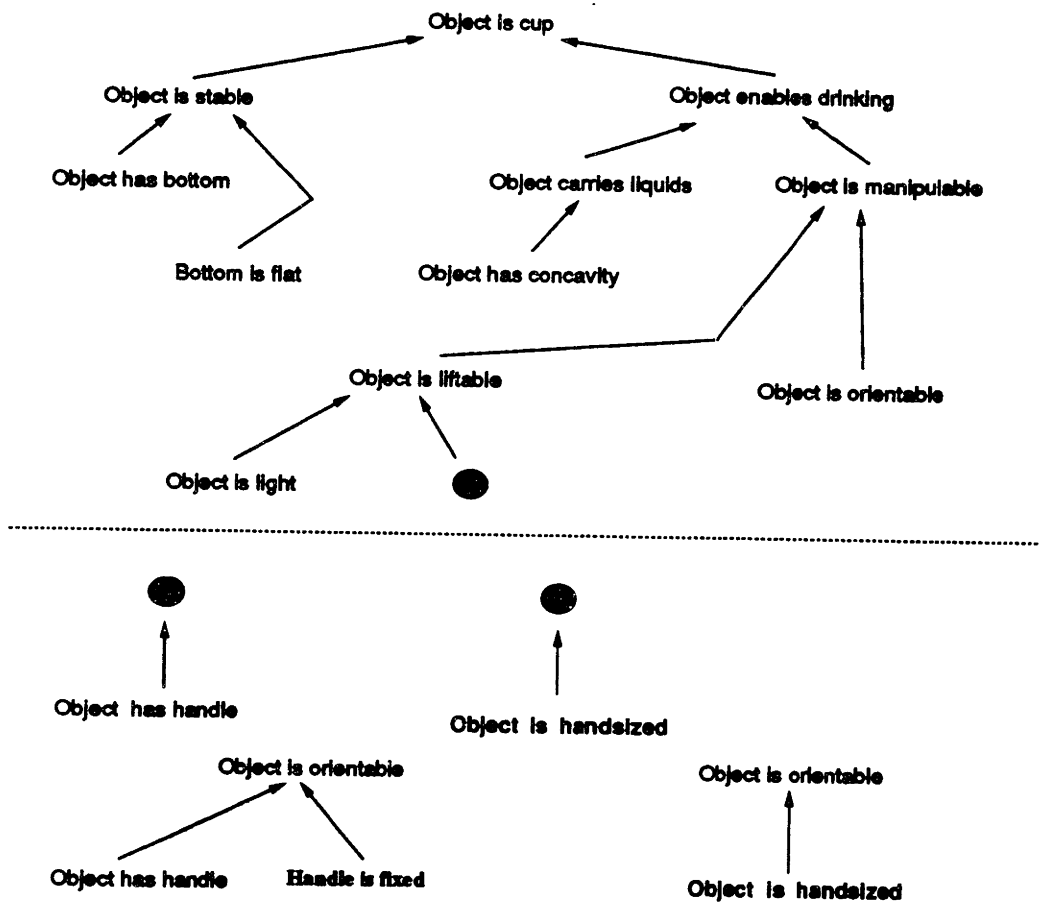 Object is cup
Object is stable
Object enables drinking
Object has bottom
Object carries liquids
Object is manipulable
Bottom is flat
Object has concavity
Object is liftable
Object is orientable
Object is light
Object has handle
Object is handsized
Object is orientable
Object is orientable
Object has handle
Handle is fixed
Object is handsized